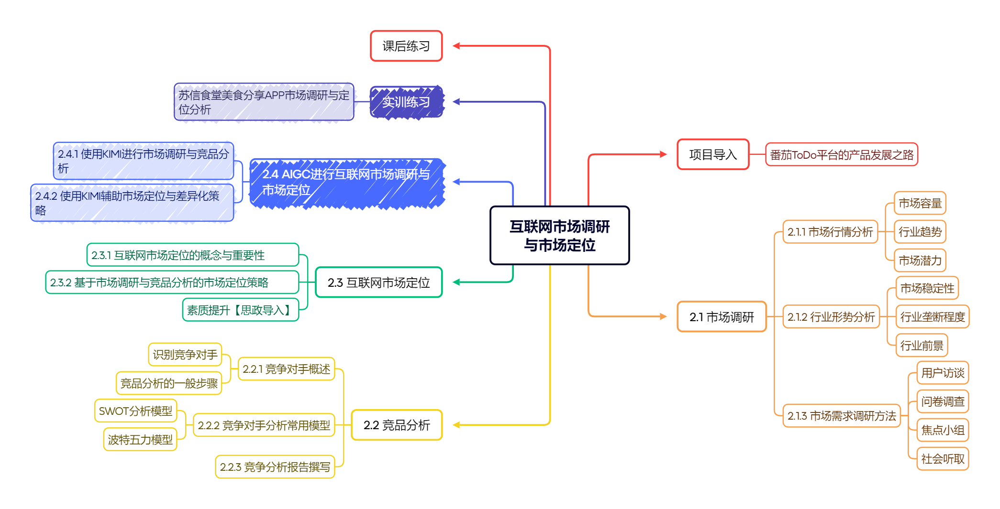 互联网市场调研
与市场定位
项目导入
番茄ToDo平台的产品发展之路
2.1 市场调研
2.1.1 市场行情分析
市场容量
行业趋势
市场潜力
2.1.2 行业形势分析
市场稳定性
行业垄断程度
行业前景
2.1.3 市场需求调研方法
用户访谈
问卷调查
焦点小组
社会听取
2.2 竞品分析
2.2.1 竞争对手概述
识别竞争对手
竞品分析的一般步骤
2.2.2 竞争对手分析常用模型
SWOT分析模型
波特五力模型
2.2.3 竞争分析报告撰写
2.3 互联网市场定位
2.3.1 互联网市场定位的概念与重要性
2.3.2 基于市场调研与竞品分析的市场定位策略
素质提升【思政导入】
2.4 AIGC进行互联网市场调研与
市场定位
2.4.1 使用KIMI进行市场调研与竞品分
析
2.4.2 使用KIMI辅助市场定位与差异化策
略
实训练习
苏信食堂美食分享APP市场调研与定
位分析
课后练习